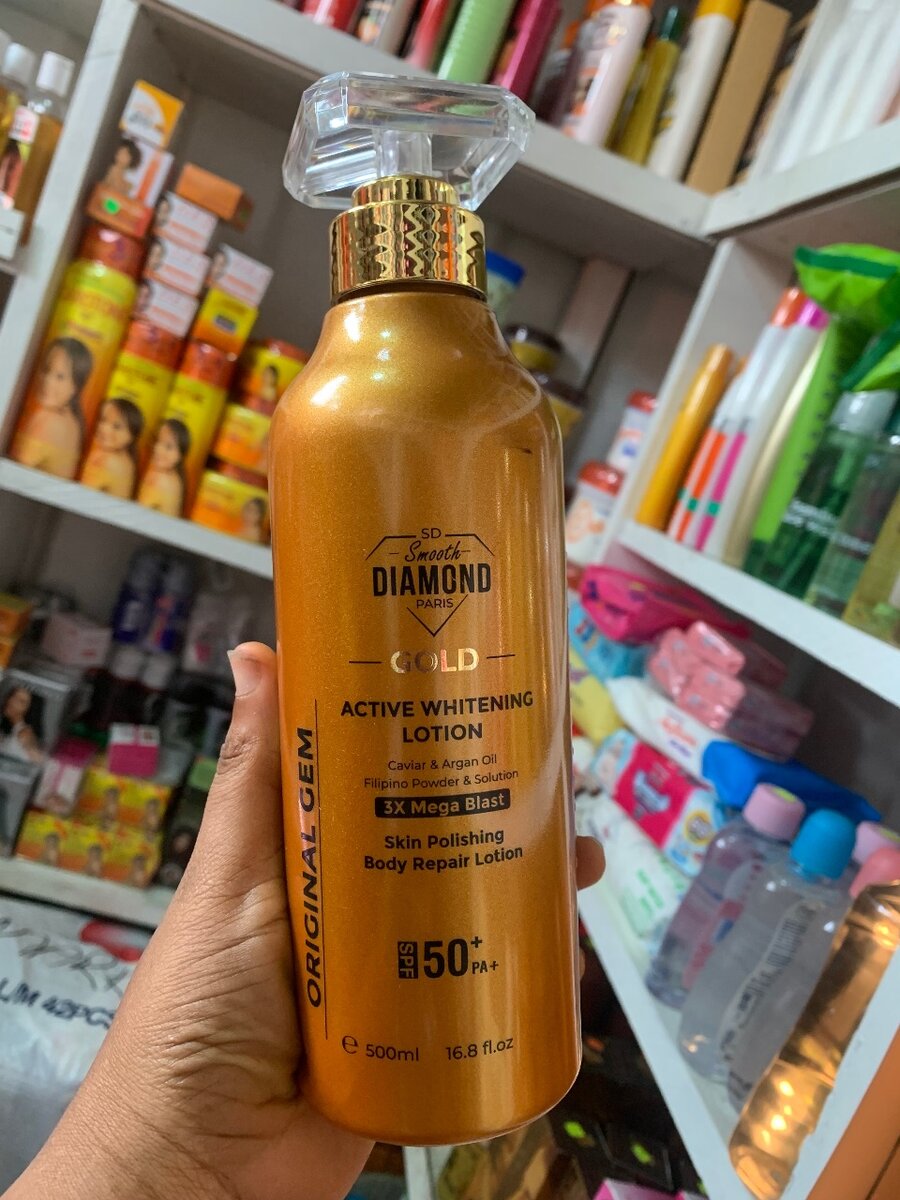 SD
Smooth
DIAMOND
PARIS
GOLD
ACTIVE WHITENING
LOTION
Caviar & Argan Oil
Filipino Powder & Solution
3X Mega Blast
Skin Polishing
Body Repair Lotion
ORIGINAL GEM
SPF 50+
PA+
e 500ml 16.8 fl.oz